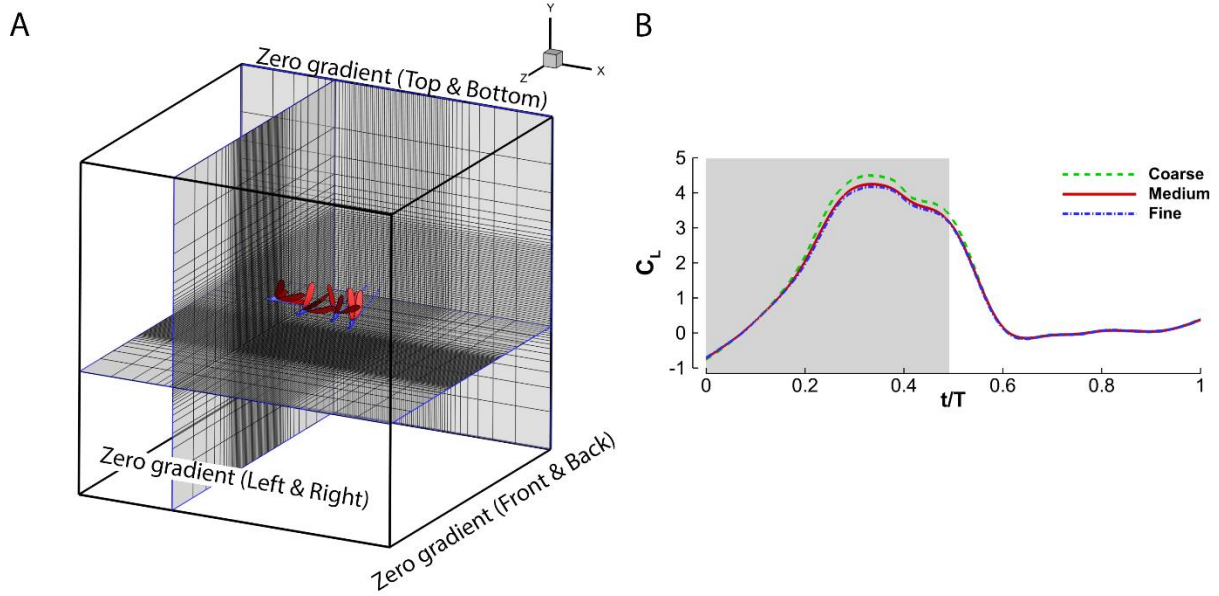 A
Zero gradient (Top & Bottom)
Y
X
Z
Zero gradient (Left & Right)
Zero gradient (Front & Back)
B
5
4
3
2
1
0
-1
C_L
0
0.2
0.4
0.6
0.8
1
t/T
Coarse
Medium
Fine